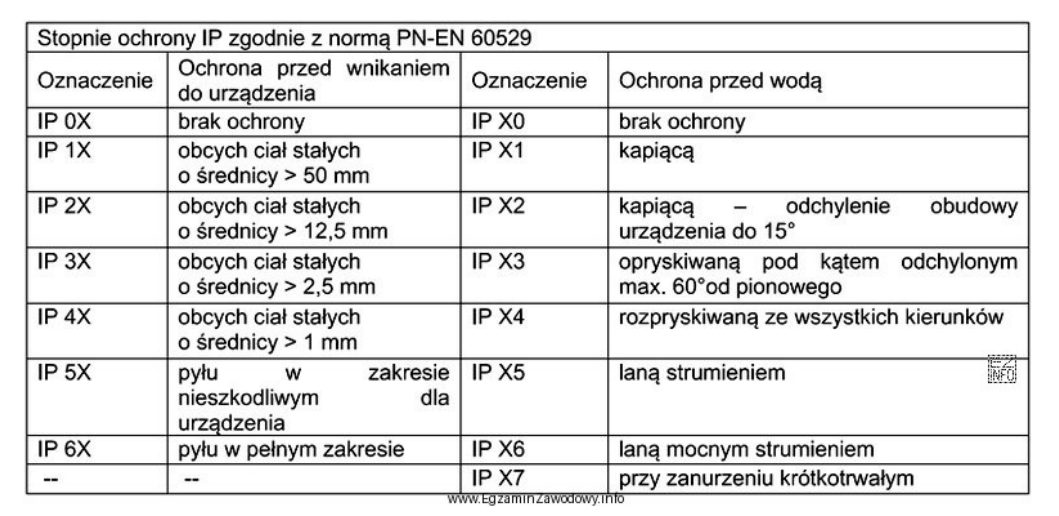 Stopnie ochrony IP zgodnie z normą PN-EN 60529
Oznaczenie
Ochrona przed wnikaniem
do urządzenia
Oznaczenie
Ochrona przed wodą
IP 0X
brak ochrony
IP X0
brak ochrony
IP 1X
obcych ciał stałych
o średnicy > 50 mm
IP X1
kapiącą
IP 2X
obcych ciał stałych
o średnicy > 12,5 mm
IP X2
kapiącą – odchylenie obudowy
urządzenia do 15°
IP 3X
obcych ciał stałych
o średnicy > 2,5 mm
IP X3
opryskiwaną pod kątem odchylonym
max. 60°od pionowego
IP 4X
obcych ciał stałych
o średnicy > 1 mm
IP X4
rozpryskiwaną ze wszystkich kierunków
IP 5X
pyłu w zakresie
nieszkodliwym dla
urządzenia
IP X5
laną strumieniem
EZ
INFO
IP 6X
pyłu w pełnym zakresie
IP X6
laną mocnym strumieniem
--
--
IP X7
przy zanurzeniu krótkotrwałym
www.EgzaminZawodowy.info